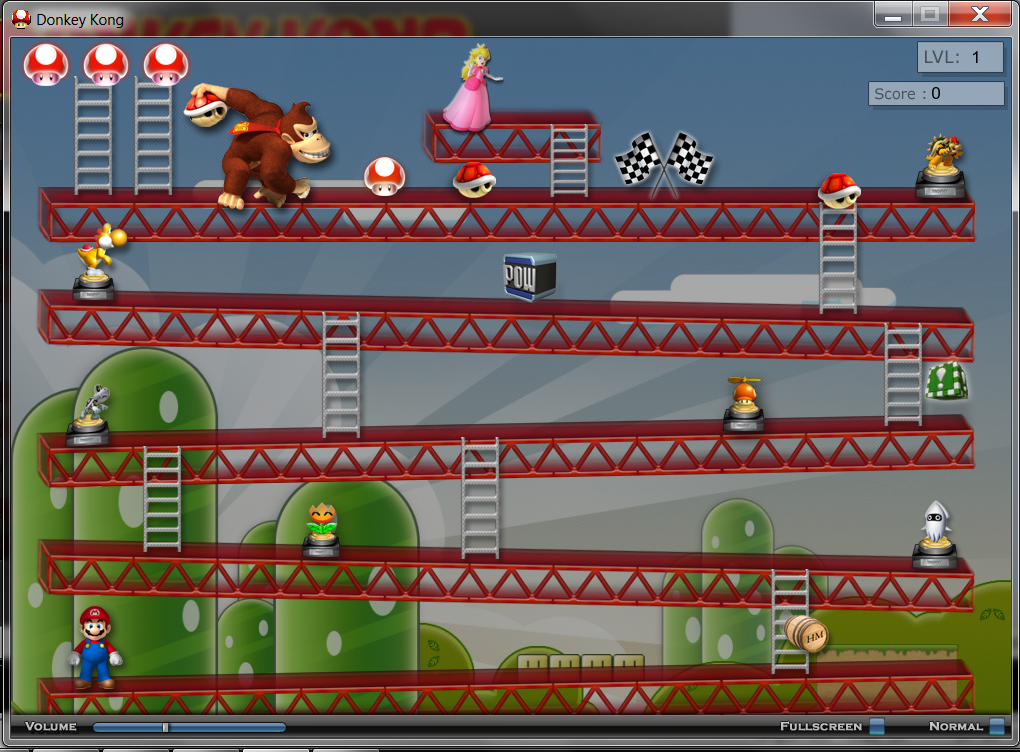 Donkey Kong
LVL: 1
Score : 0
POW
!
HM
VOLUME
FULLSCREEN
NORMAL